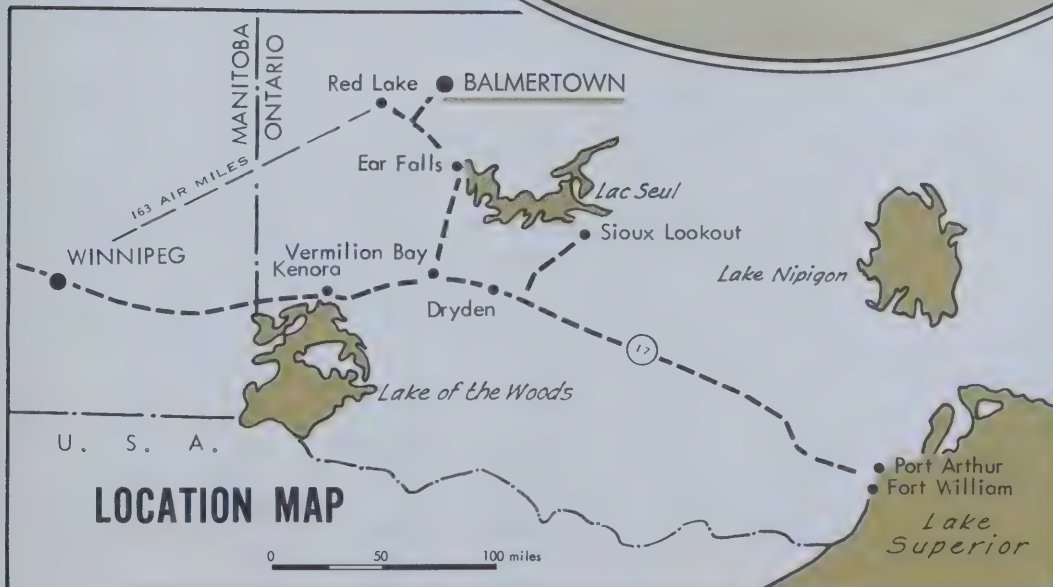 MANITOBA
ONTARIO
Red Lake
BALMERTOWN
163 AIR MILES
Ear Falls
Lac Seul
Sioux Lookout
WINNIPEG
Vermilion Bay
Kenora
Lake Nipigon
Dryden
17
Lake of the Woods
U. S. A.
Port Arthur
Fort William
LOCATION MAP
Lake
Superior
0 50 100 miles